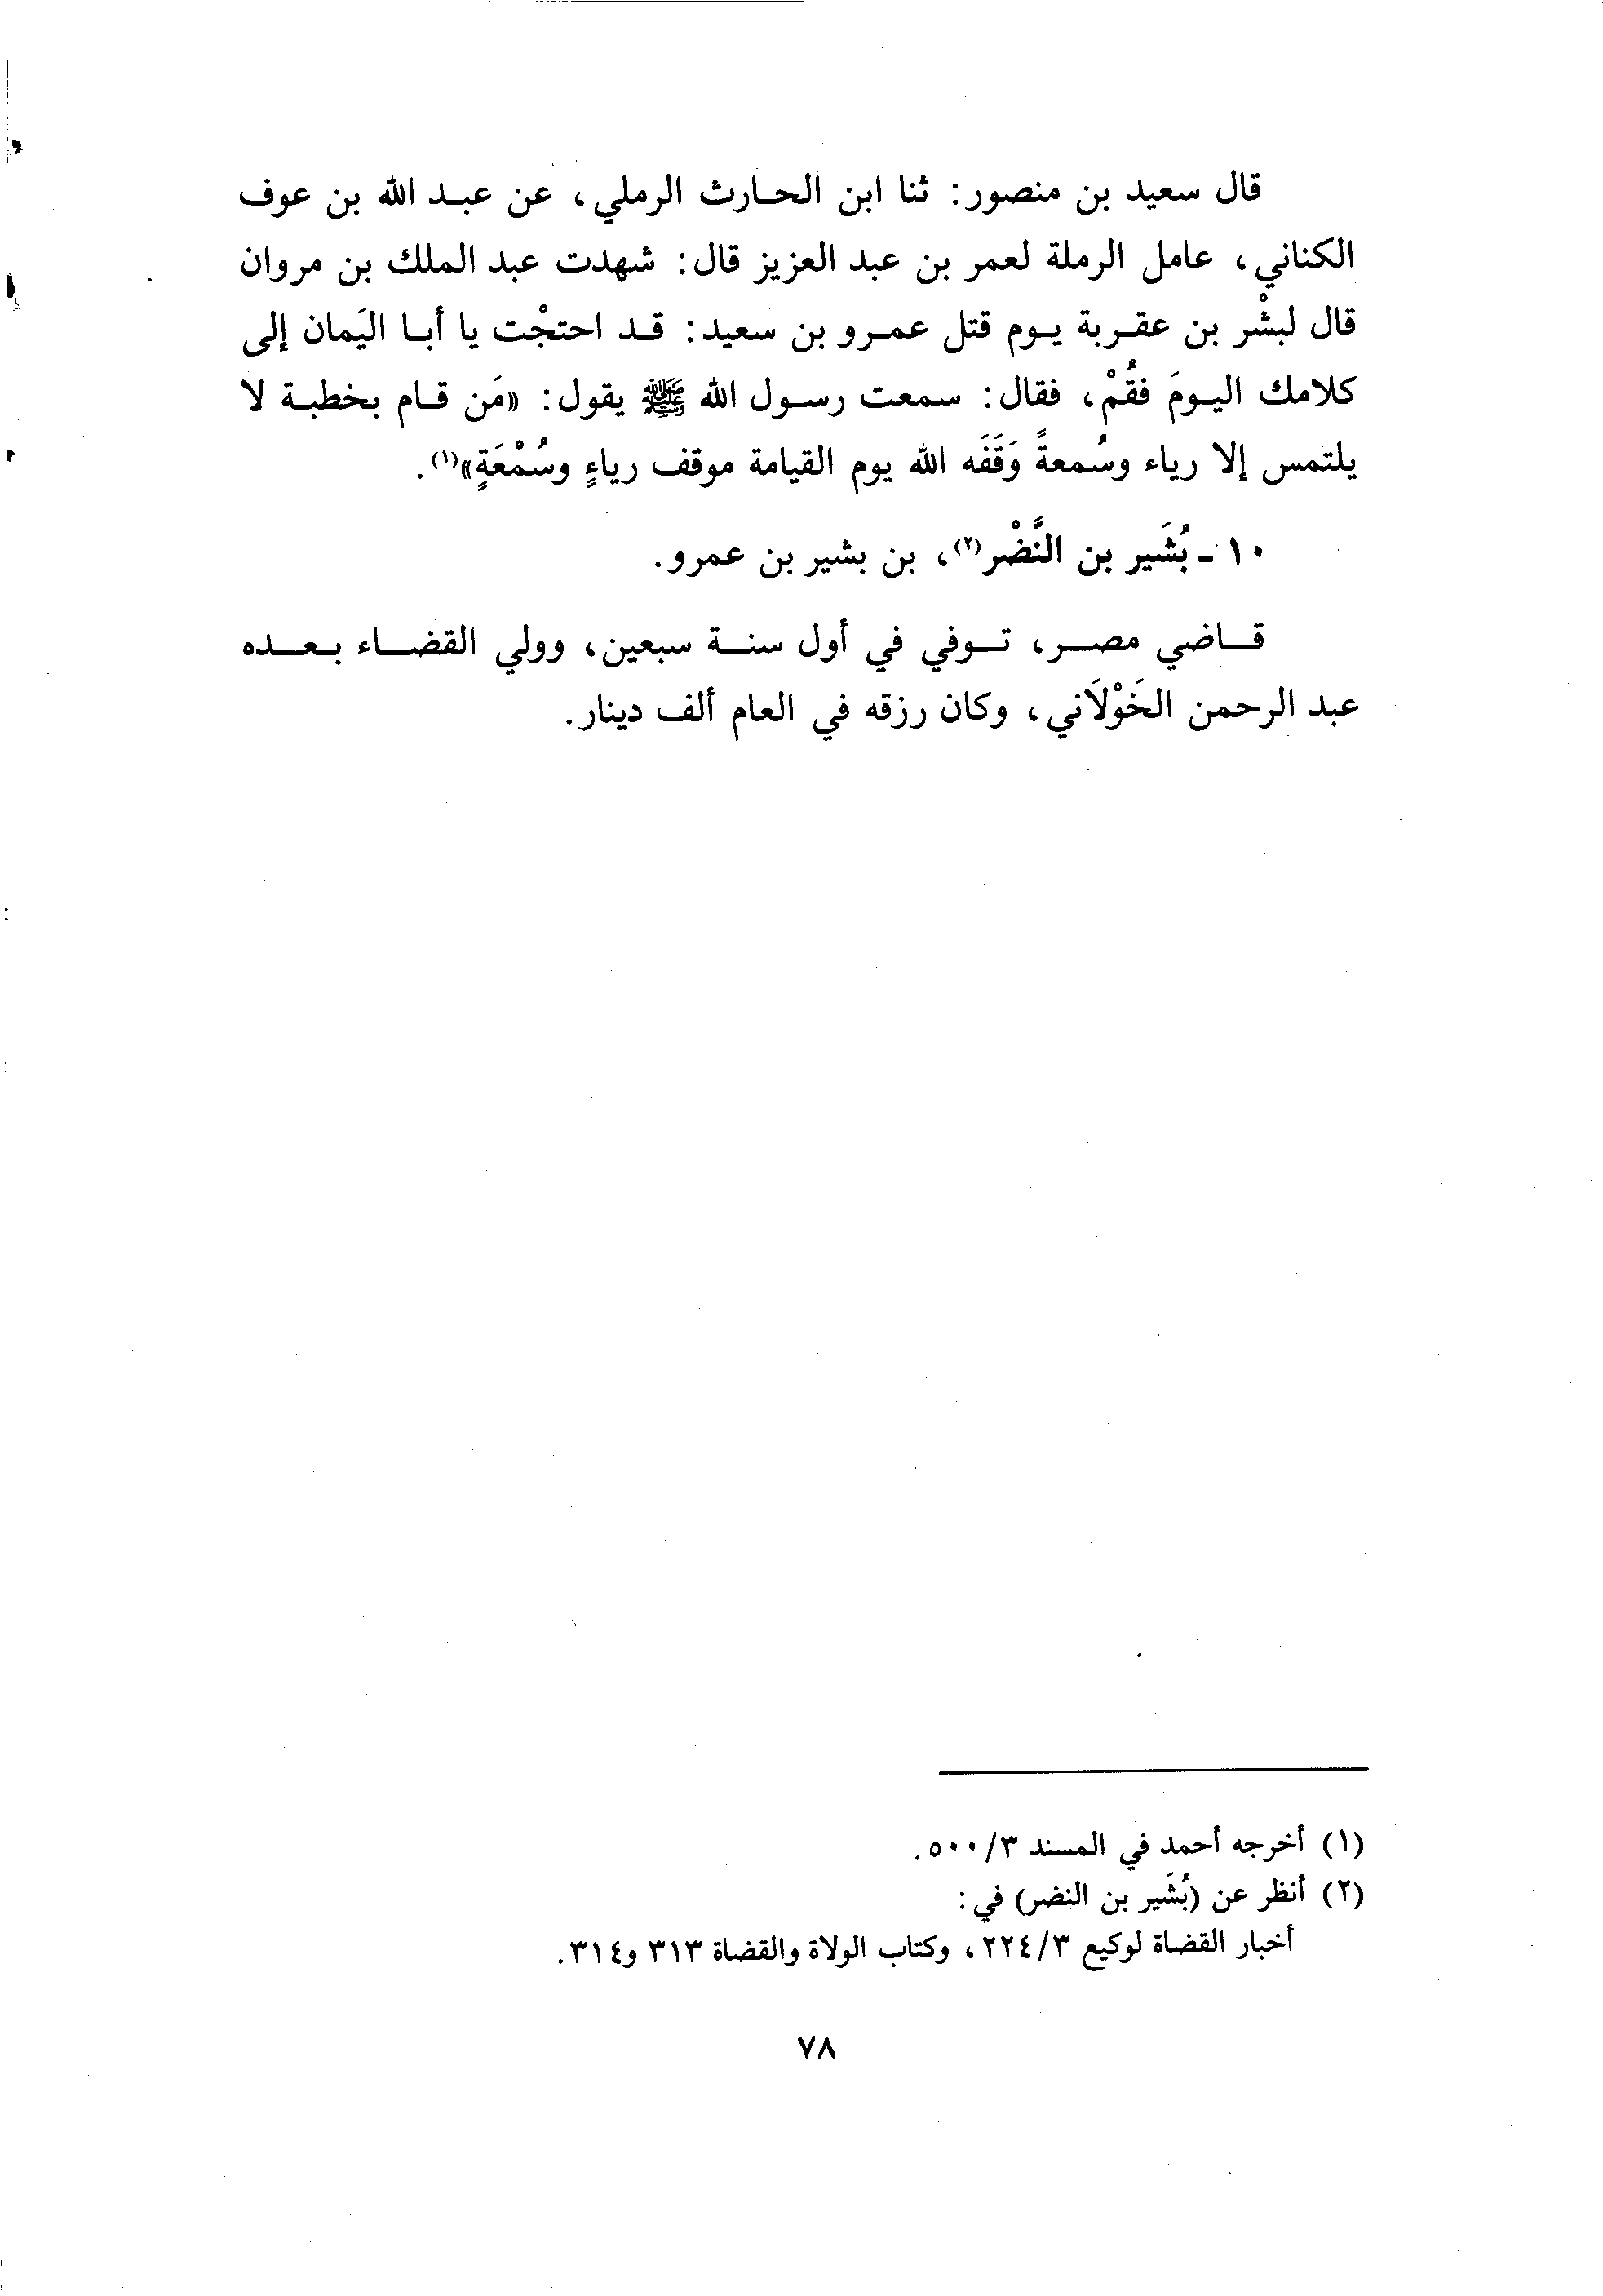 قال سعيد بن منصور: ثنا ابن الحارث الرملي، عن عبد الله بن عوف
الكناني، عامل الرملة لعمر بن عبد العزيز قال: شهدت عبد الملك بن مروان
قال لبشْر بن عقربة يوم قتل عمرو بن سعيد: قد احتجْت يا أبا اليَمان إلى
كلامك اليومَ فقُمْ، فقال: سمعت رسول الله ﷺ يقول: «مَن قام بخطبة لا
يلتمس إلا رياء وسُمعةً وَقَفَه الله يوم القيامة موقف رياءٍ وسُمْعَةٍ»(١).
١٠ - بُشَير بن النَّضْر(٢)، بن بشير بن عمرو.
قاضي مصر، توفي في أول سنة سبعين، وولي القضاء بعده
عبد الرحمن الخَوْلَاني، وكان رزقه في العام ألف دينار.
(١) أخرجه أحمد في المسند ٣/٥٠٠.
(٢) أنظر عن (بُشَير بن النضر) في:
أخبار القضاة لوكيع ٣/٢٢٤، وكتاب الولاة والقضاة ٣١٣ و٣١٤.
٧٨